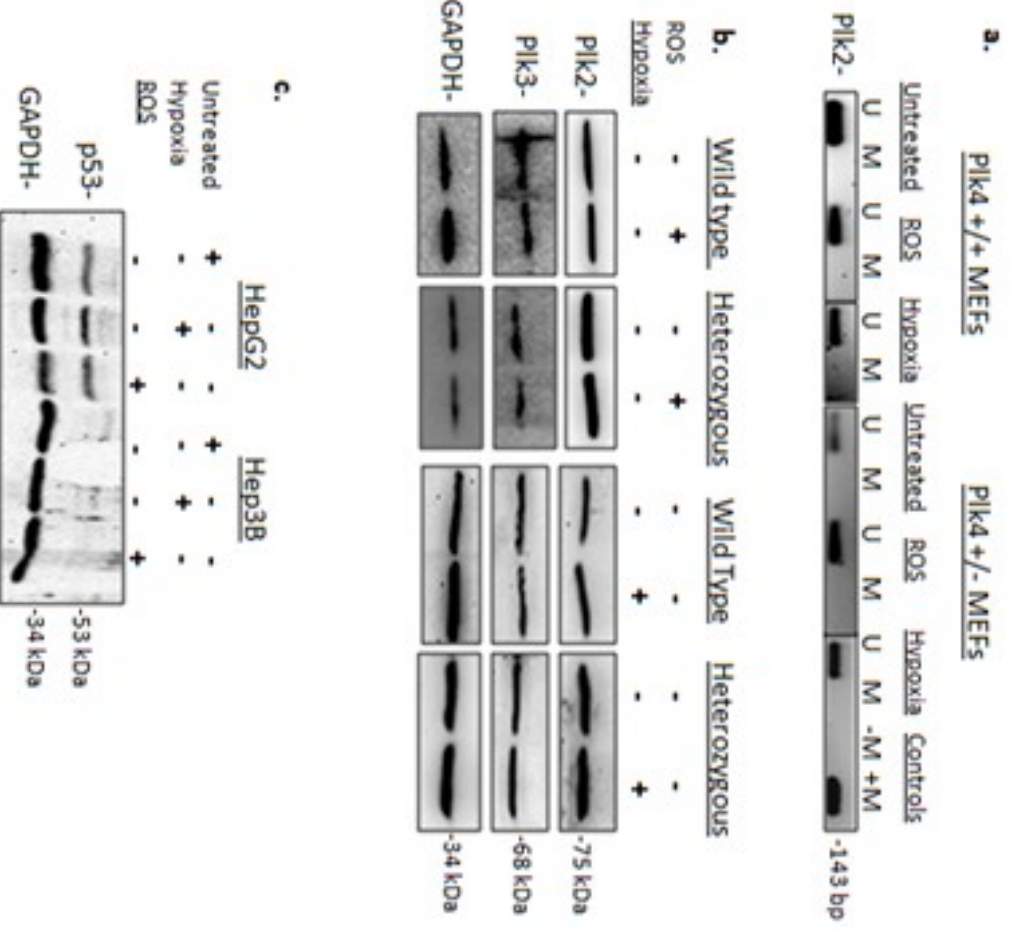 a.
Plk4 +/+ MEFs Plk4 +/- MEFs
Untreated ROS Hypoxia Untreated ROS Hypoxia Controls
U M U M U M U M U M U M -M +M
Plk2- -143 bp
b.
Wild type Heterozygous Wild Type Heterozygous
ROS - + - + - - - -
Hypoxia - - - - - + - +
Plk2- -75 kDa
Plk3- -68 kDa
GAPDH- -34 kDa
c.
HepG2 Hep3B
Untreated + - - + - -
Hypoxia - + - - + -
ROS - - + - - +
p53- -53 kDa
GAPDH- -34 kDa